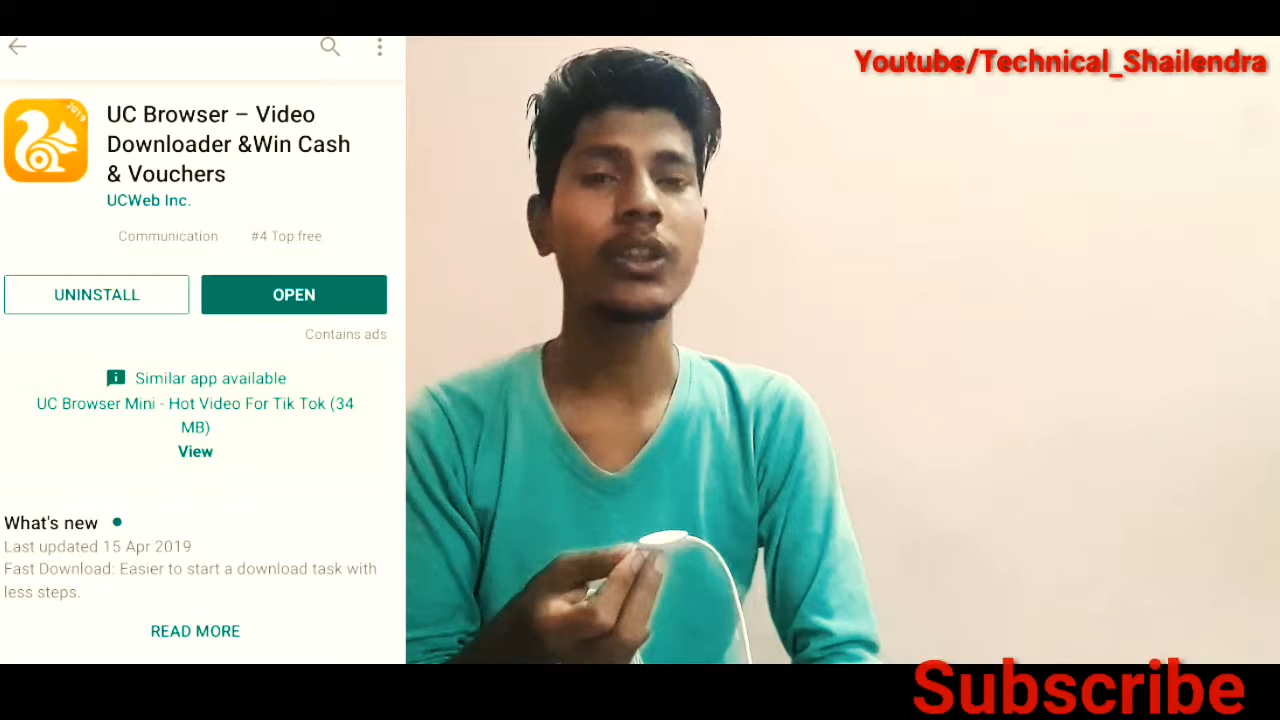 Youtube/Technical_Shailendra
2019
UC Browser – Video
Downloader &Win Cash
& Vouchers
UCWeb Inc.
Communication #4 Top free
UNINSTALL OPEN
Contains ads
Similar app available
UC Browser Mini - Hot Video For Tik Tok (34
MB)
View
What's new
Last updated 15 Apr 2019
Fast Download: Easier to start a download task with
less steps.
READ MORE
Subscribe